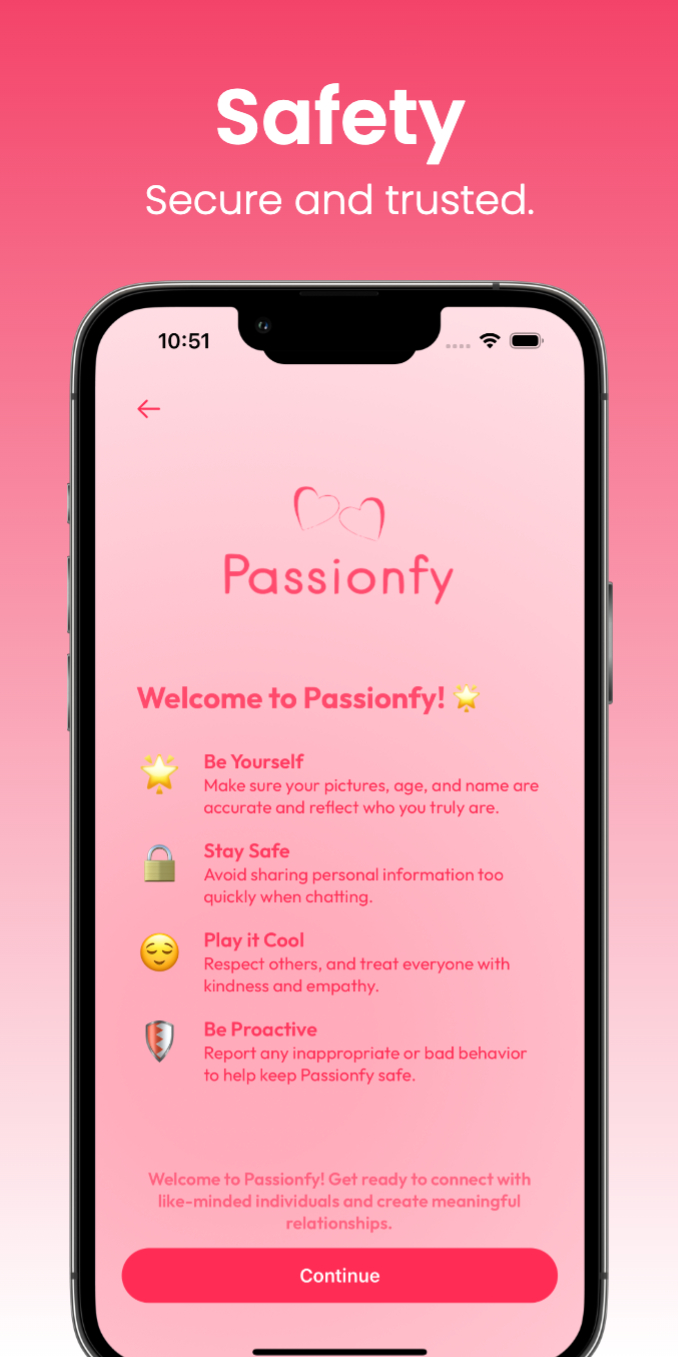 Safety
Secure and trusted.
10:51
Passionfy
Welcome to Passionfy! 🌟
Be Yourself
Make sure your pictures, age, and name are
accurate and reflect who you truly are.
Stay Safe
Avoid sharing personal information too
quickly when chatting.
Play it Cool
Respect others, and treat everyone with
kindness and empathy.
Be Proactive
Report any inappropriate or bad behavior
to help keep Passionfy safe.
Welcome to Passionfy! Get ready to connect with
like-minded individuals and create meaningful
relationships.
Continue